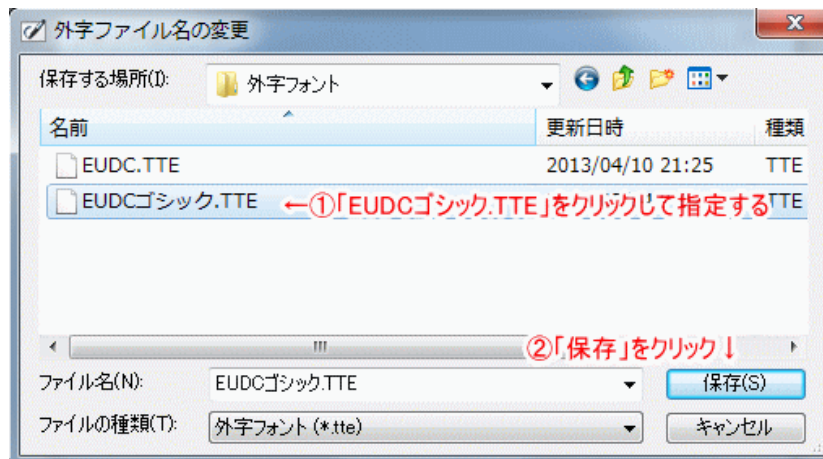 外字ファイル名の変更
保存する場所(I):
外字フォント
名前 更新日時 種類
EUDC.TTE 2013/04/10 21:25 TTE
EUDCゴシック.TTE ←①「EUDCゴシック.TTE」をクリックして指定する TTE
②「保存」をクリック↓
ファイル名(N): EUDCゴシック.TTE 保存(S)
ファイルの種類(T): 外字フォント (*.tte) キャンセル